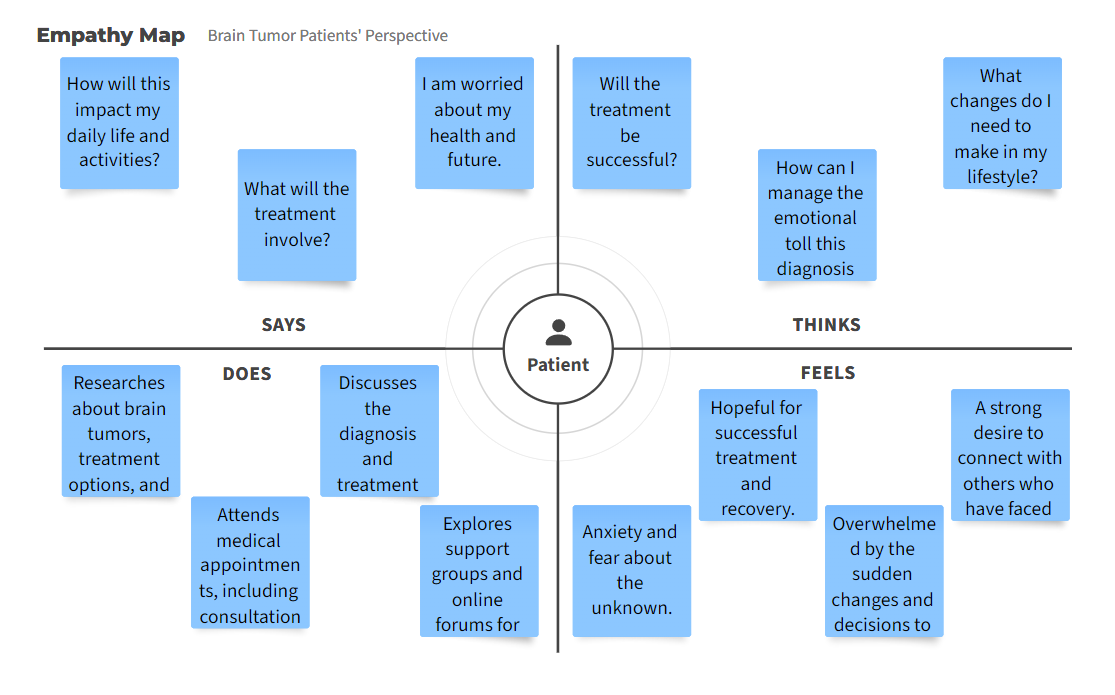 Empathy Map
Brain Tumor Patients' Perspective
How will this
impact my
daily life and
activities?
What will the
treatment
involve?
I am worried
about my
health and
future.
SAYS
Will the
treatment
be
successful?
How can I
manage the
emotional
toll this
diagnosis
What
changes do I
need to
make in my
lifestyle?
THINKS
Patient
DOES
Researches
about brain
tumors,
treatment
options, and
Attends
medical
appointmen
ts, including
consultation
Discusses
the
diagnosis
and
treatment
Explores
support
groups and
online
forums for
FEELS
Anxiety and
fear about
the
unknown.
Hopeful for
successful
treatment
and
recovery.
Overwhelme
d by the
sudden
changes and
decisions to
A strong
desire to
connect with
others who
have faced